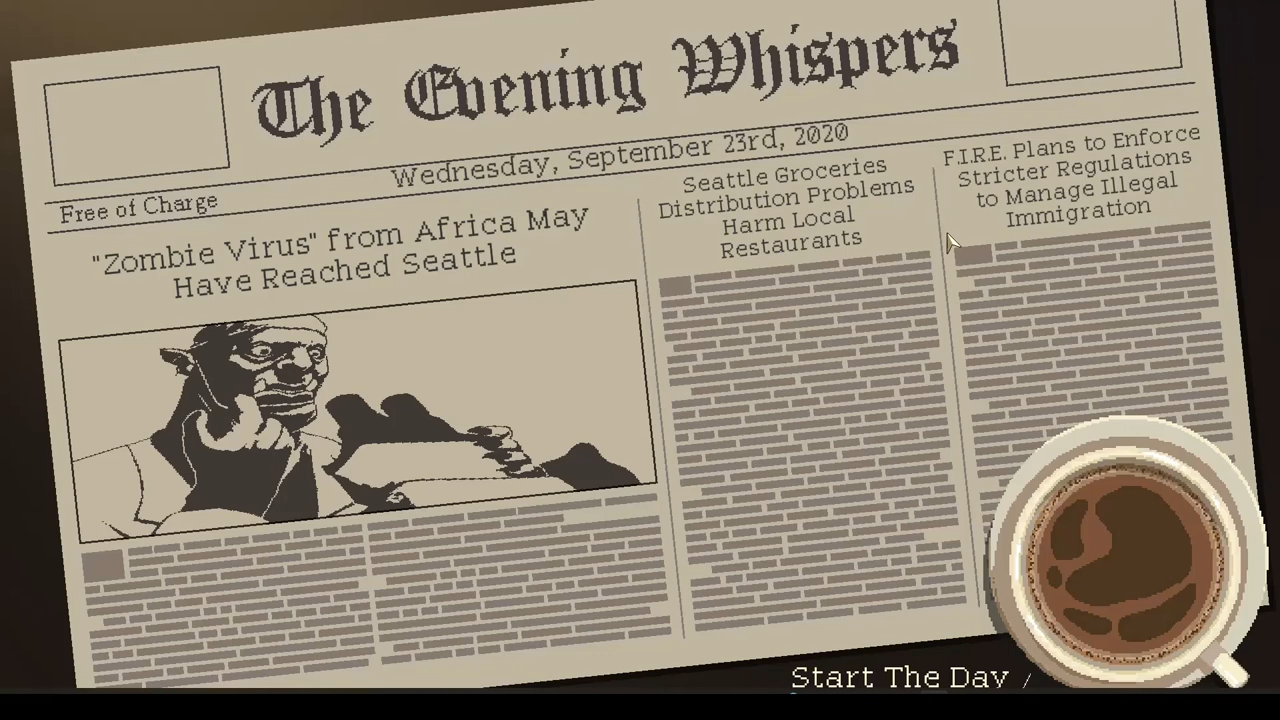 The Evening Whispers
Wednesday, September 23rd, 2020
Free of Charge
"Zombie Virus" from Africa May
Have Reached Seattle
Seattle Groceries
Distribution Problems
Harm Local
Restaurants
F.I.R.E. Plans to Enforce
Stricter Regulations
to Manage Illegal
Immigration
Start The Day /